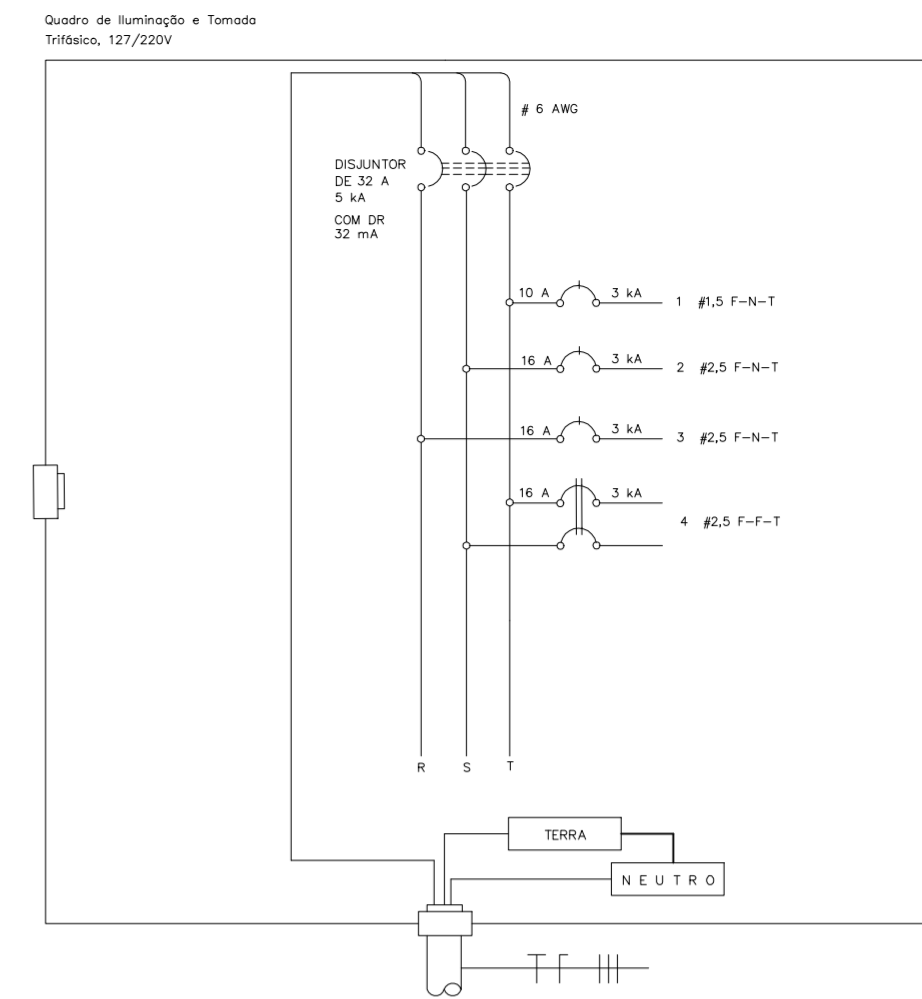 Quadro de Iluminação e Tomada
Trifásico, 127/220V
# 6 AWG
DISJUNTOR
DE 32 A
5 kA
COM DR
32 mA
10 A 3 kA 1 #1,5 F-N-T
16 A 3 kA 2 #2,5 F-N-T
16 A 3 kA 3 #2,5 F-N-T
16 A 3 kA
4 #2,5 F-F-T
R S T
TERRA
NEUTRO